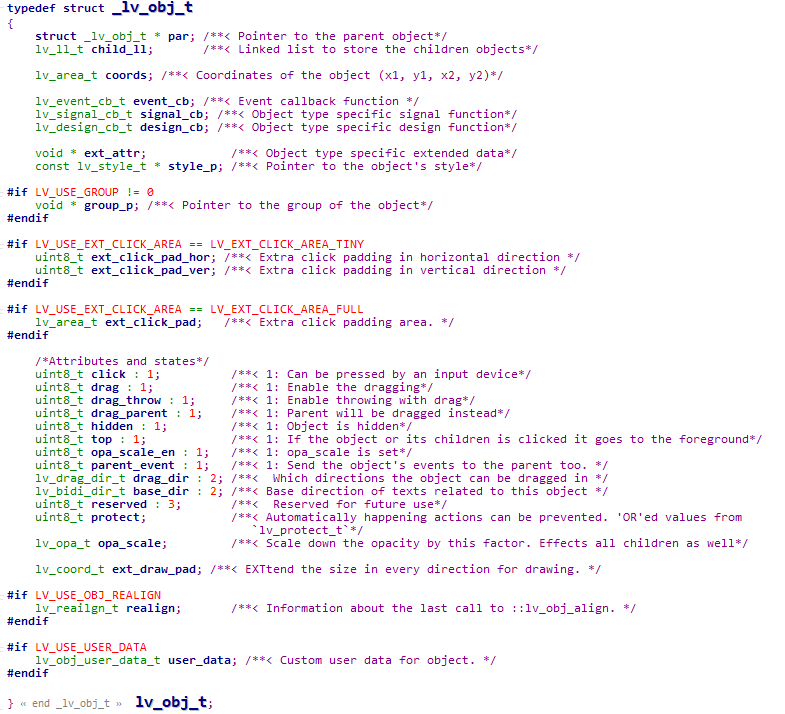 typedef struct _lv_obj_t
{
    struct _lv_obj_t * par; /**< Pointer to the parent object*/
    lv_ll_t child_ll;       /**< Linked list to store the children objects*/

    lv_area_t coords; /**< Coordinates of the object (x1, y1, x2, y2)*/

    lv_event_cb_t event_cb; /**< Event callback function */
    lv_signal_cb_t signal_cb; /**< Object type specific signal function*/
    lv_design_cb_t design_cb; /**< Object type specific design function*/

    void * ext_attr;            /**< Object type specific extended data*/
    const lv_style_t * style_p; /**< Pointer to the object's style*/

#if LV_USE_GROUP != 0
    void * group_p; /**< Pointer to the group of the object*/
#endif

#if LV_USE_EXT_CLICK_AREA == LV_EXT_CLICK_AREA_TINY
    uint8_t ext_click_pad_hor; /**< Extra click padding in horizontal direction */
    uint8_t ext_click_pad_ver; /**< Extra click padding in vertical direction */
#endif

#if LV_USE_EXT_CLICK_AREA == LV_EXT_CLICK_AREA_FULL
    lv_area_t ext_click_pad;   /**< Extra click padding area. */
#endif

    /*Attributes and states*/
    uint8_t click : 1;          /**< 1: Can be pressed by an input device*/
    uint8_t drag : 1;           /**< 1: Enable the dragging*/
    uint8_t drag_throw : 1;     /**< 1: Enable throwing with drag*/
    uint8_t drag_parent : 1;    /**< 1: Parent will be dragged instead*/
    uint8_t hidden : 1;         /**< 1: Object is hidden*/
    uint8_t top : 1;            /**< 1: If the object or its children is clicked it goes to the foreground*/
    uint8_t opa_scale_en : 1;   /**< 1: opa_scale is set*/
    uint8_t parent_event : 1;   /**< 1: Send the object's events to the parent too. */
    lv_drag_dir_t drag_dir : 2; /**<  Which directions the object can be dragged in */
    lv_bidi_dir_t base_dir : 2; /**< Base direction of texts related to this object */
    uint8_t reserved : 3;       /**<  Reserved for future use*/
    uint8_t protect;            /**< Automatically happening actions can be prevented. 'OR'ed values from
                                   `lv_protect_t`*/
    lv_opa_t opa_scale;         /**< Scale down the opacity by this factor. Effects all children as well*/

    lv_coord_t ext_draw_pad; /**< EXTtend the size in every direction for drawing. */

#if LV_USE_OBJ_REALIGN
    lv_reailgn_t realign;       /**< Information about the last call to ::lv_obj_align. */
#endif

#if LV_USE_USER_DATA
    lv_obj_user_data_t user_data; /**< Custom user data for object. */
#endif

} « end _lv_obj_t »  lv_obj_t;